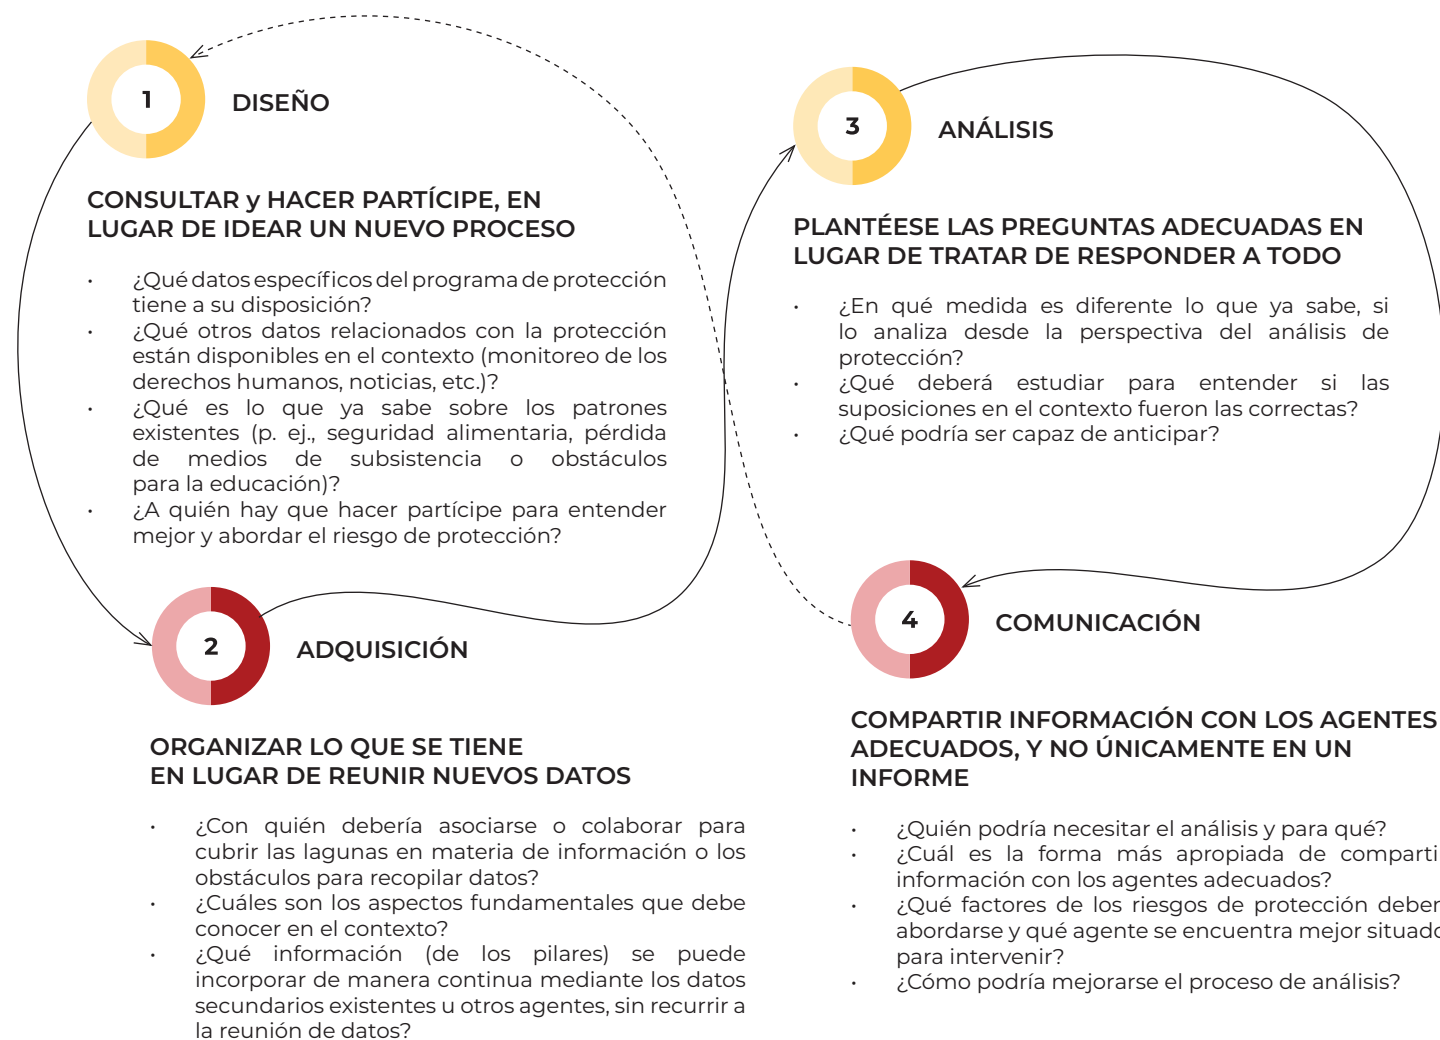 1
DISEÑO
CONSULTAR y HACER PARTÍCIPE, EN
LUGAR DE IDEAR UN NUEVO PROCESO
• ¿Qué datos específicos del programa de protección
tiene a su disposición?
• ¿Qué otros datos relacionados con la protección
están disponibles en el contexto (monitoreo de los
derechos humanos, noticias, etc.)?
• ¿Qué es lo que ya sabe sobre los patrones
existentes (p. ej., seguridad alimentaria, pérdida
de medios de subsistencia o obstáculos
para la educación)?
• ¿A quién hay que hacer partícipe para entender
mejor y abordar el riesgo de protección?
2
ADQUISICIÓN
ORGANIZAR LO QUE SE TIENE
EN LUGAR DE REUNIR NUEVOS DATOS
• ¿Con quién debería asociarse o colaborar para
cubrir las lagunas en materia de información o los
obstáculos para recopilar datos?
• ¿Cuáles son los aspectos fundamentales que debe
conocer en el contexto?
• ¿Qué información (de los pilares) se puede
incorporar de manera continua mediante los datos
secundarios existentes u otros agentes, sin recurrir a
la reunión de datos?
3
ANÁLISIS
PLANTÉESE LAS PREGUNTAS ADECUADAS EN
LUGAR DE TRATAR DE RESPONDER A TODO
• ¿En qué medida es diferente lo que ya sabe, si
lo analiza desde la perspectiva del análisis de
protección?
• ¿Qué deberá estudiar para entender si las
suposiciones en el contexto fueron las correctas?
• ¿Qué podría ser capaz de anticipar?
4
COMUNICACIÓN
COMPARTIR INFORMACIÓN CON LOS AGENTES
ADECUADOS, Y NO ÚNICAMENTE EN UN
INFORME
• ¿Quién podría necesitar el análisis y para qué?
• ¿Cuál es la forma más apropiada de comparti
información con los agentes adecuados?
• ¿Qué factores de los riesgos de protección deben
abordarse y qué agente se encuentra mejor situado
para intervenir?
• ¿Cómo podría mejorarse el proceso de análisis?